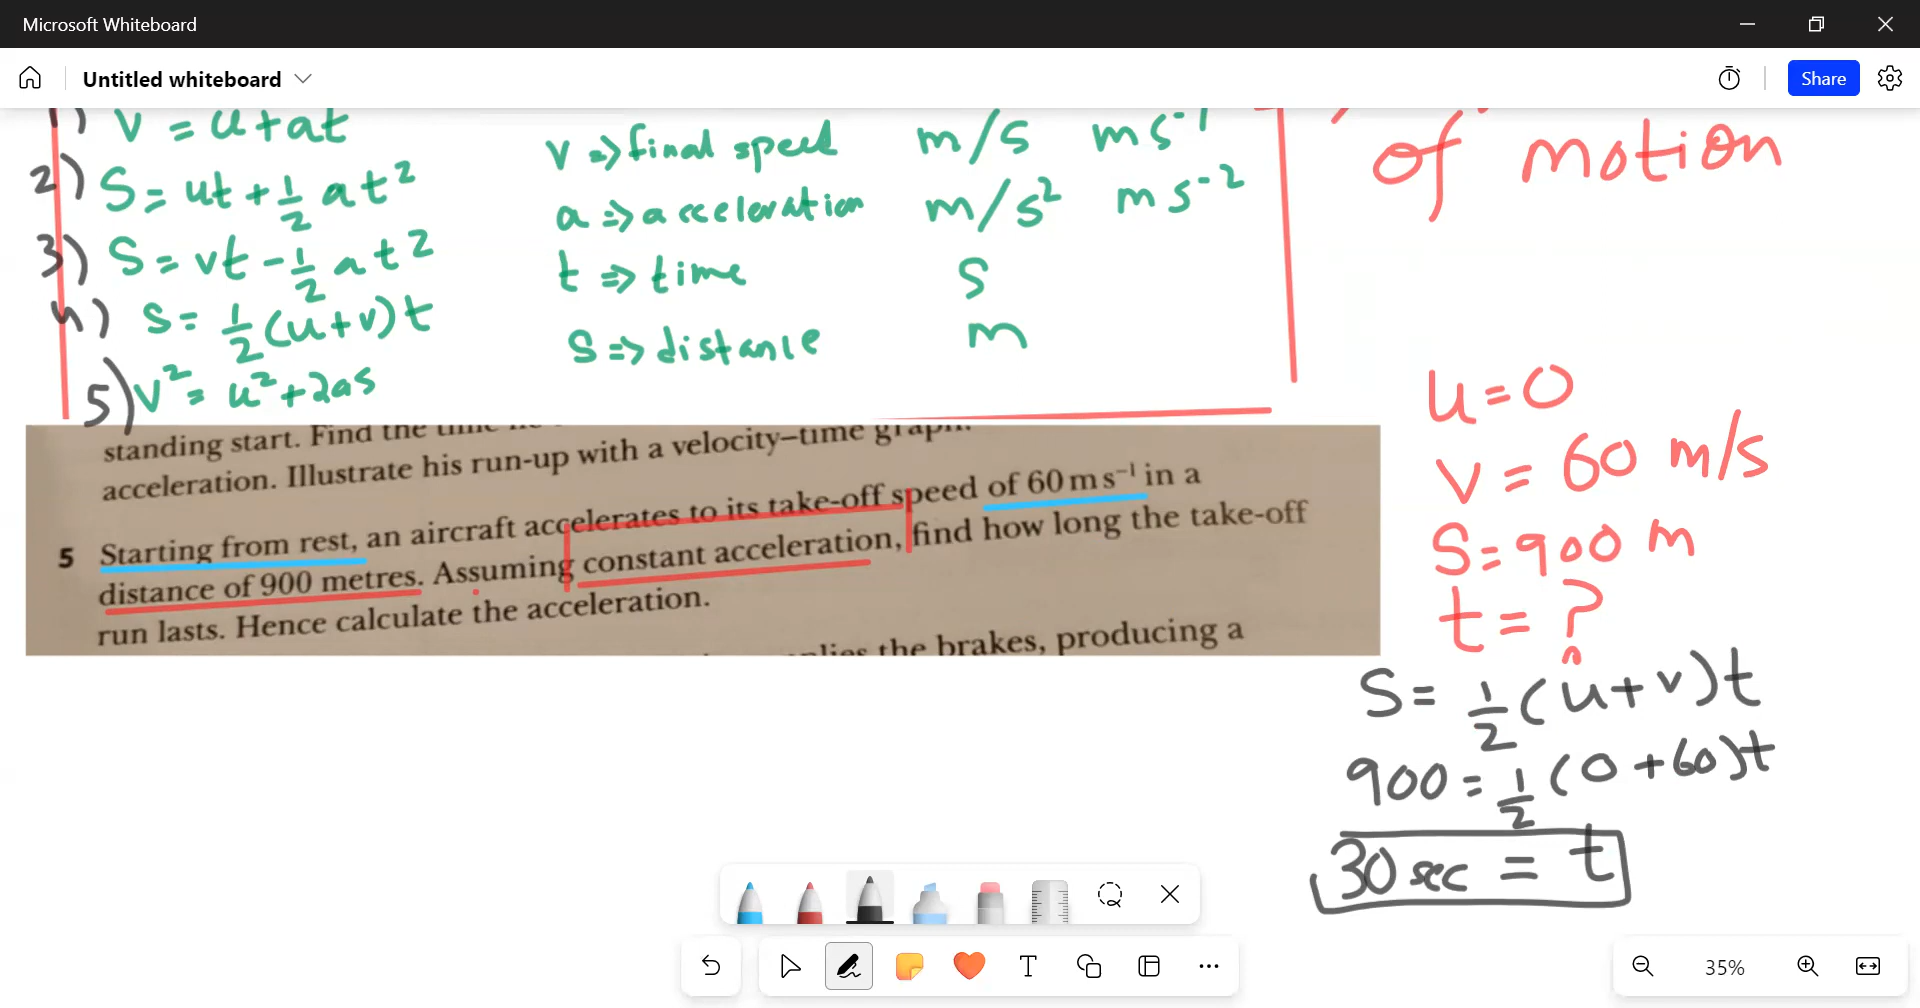 Microsoft Whiteboard
Untitled whiteboard
Share
1) v = u + at
2) S = ut + 1/2 at²
3) S = vt - 1/2 at²
4) S = 1/2 (u+v)t
5) v² = u² + 2as
v => final speed m/s ms⁻¹
a => acceleration m/s² ms⁻²
t => time s
S => distance m
of motion
standing start. Find the time he
acceleration. Illustrate his run-up with a velocity–time graph.
5 Starting from rest, an aircraft accelerates to its take-off speed of 60 m s⁻¹ in a
distance of 900 metres. Assuming constant acceleration, find how long the take-off
run lasts. Hence calculate the acceleration.
plies the brakes, producing a
u = 0
v = 60 m/s
S = 900 m
t = ?
S = 1/2 (u+v)t
900 = 1/2 (0+60)t
30 sec = t
T
35%